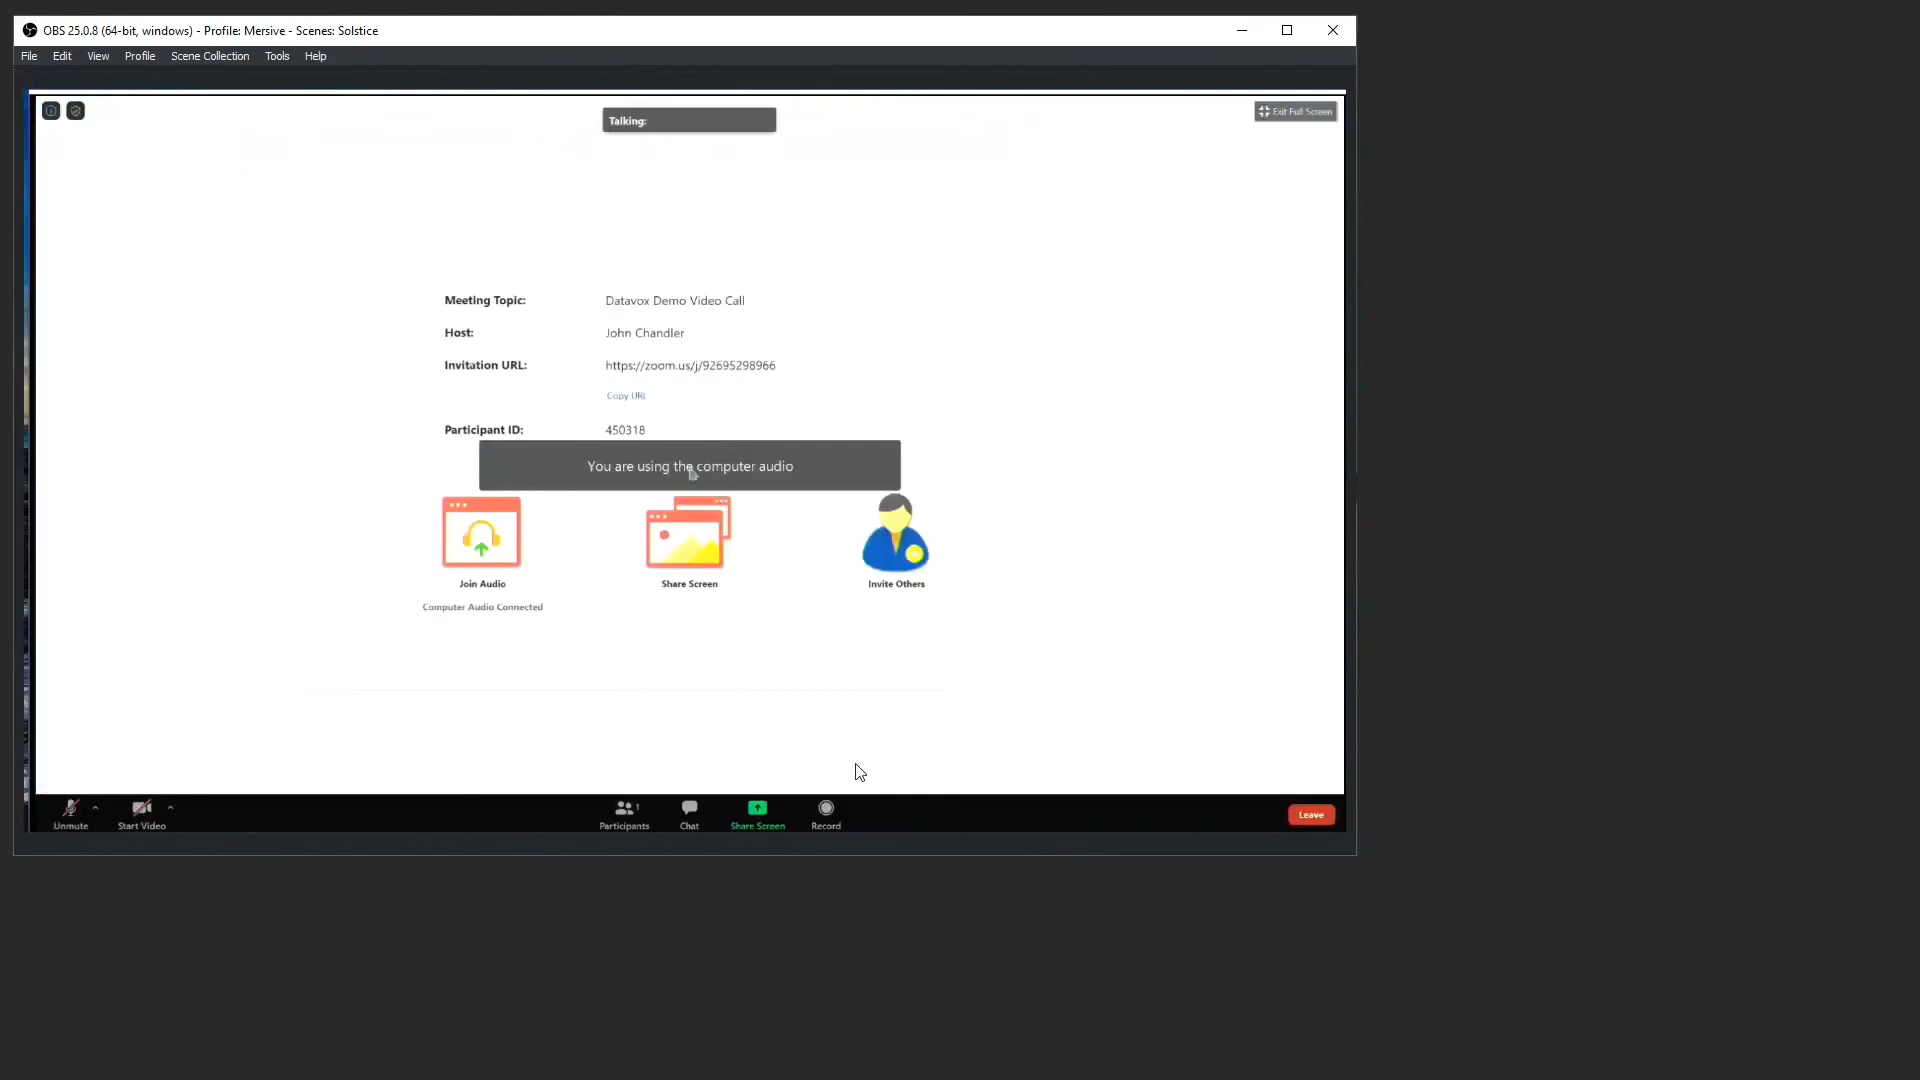 OBS 25.0.8 (64-bit, windows) - Profile: Mersive - Scenes: Solstice
File Edit View Profile Scene Collection Tools Help
Talking:
Exit Full Screen
Meeting Topic: Datavox Demo Video Call
Host: John Chandler
Invitation URL: https://zoom.us/j/92695298966
Copy URL
Participant ID: 450318
You are using the computer audio
Join Audio Share Screen Invite Others
Computer Audio Connected
1
Unmute Start Video Participants Chat Share Screen Record Leave